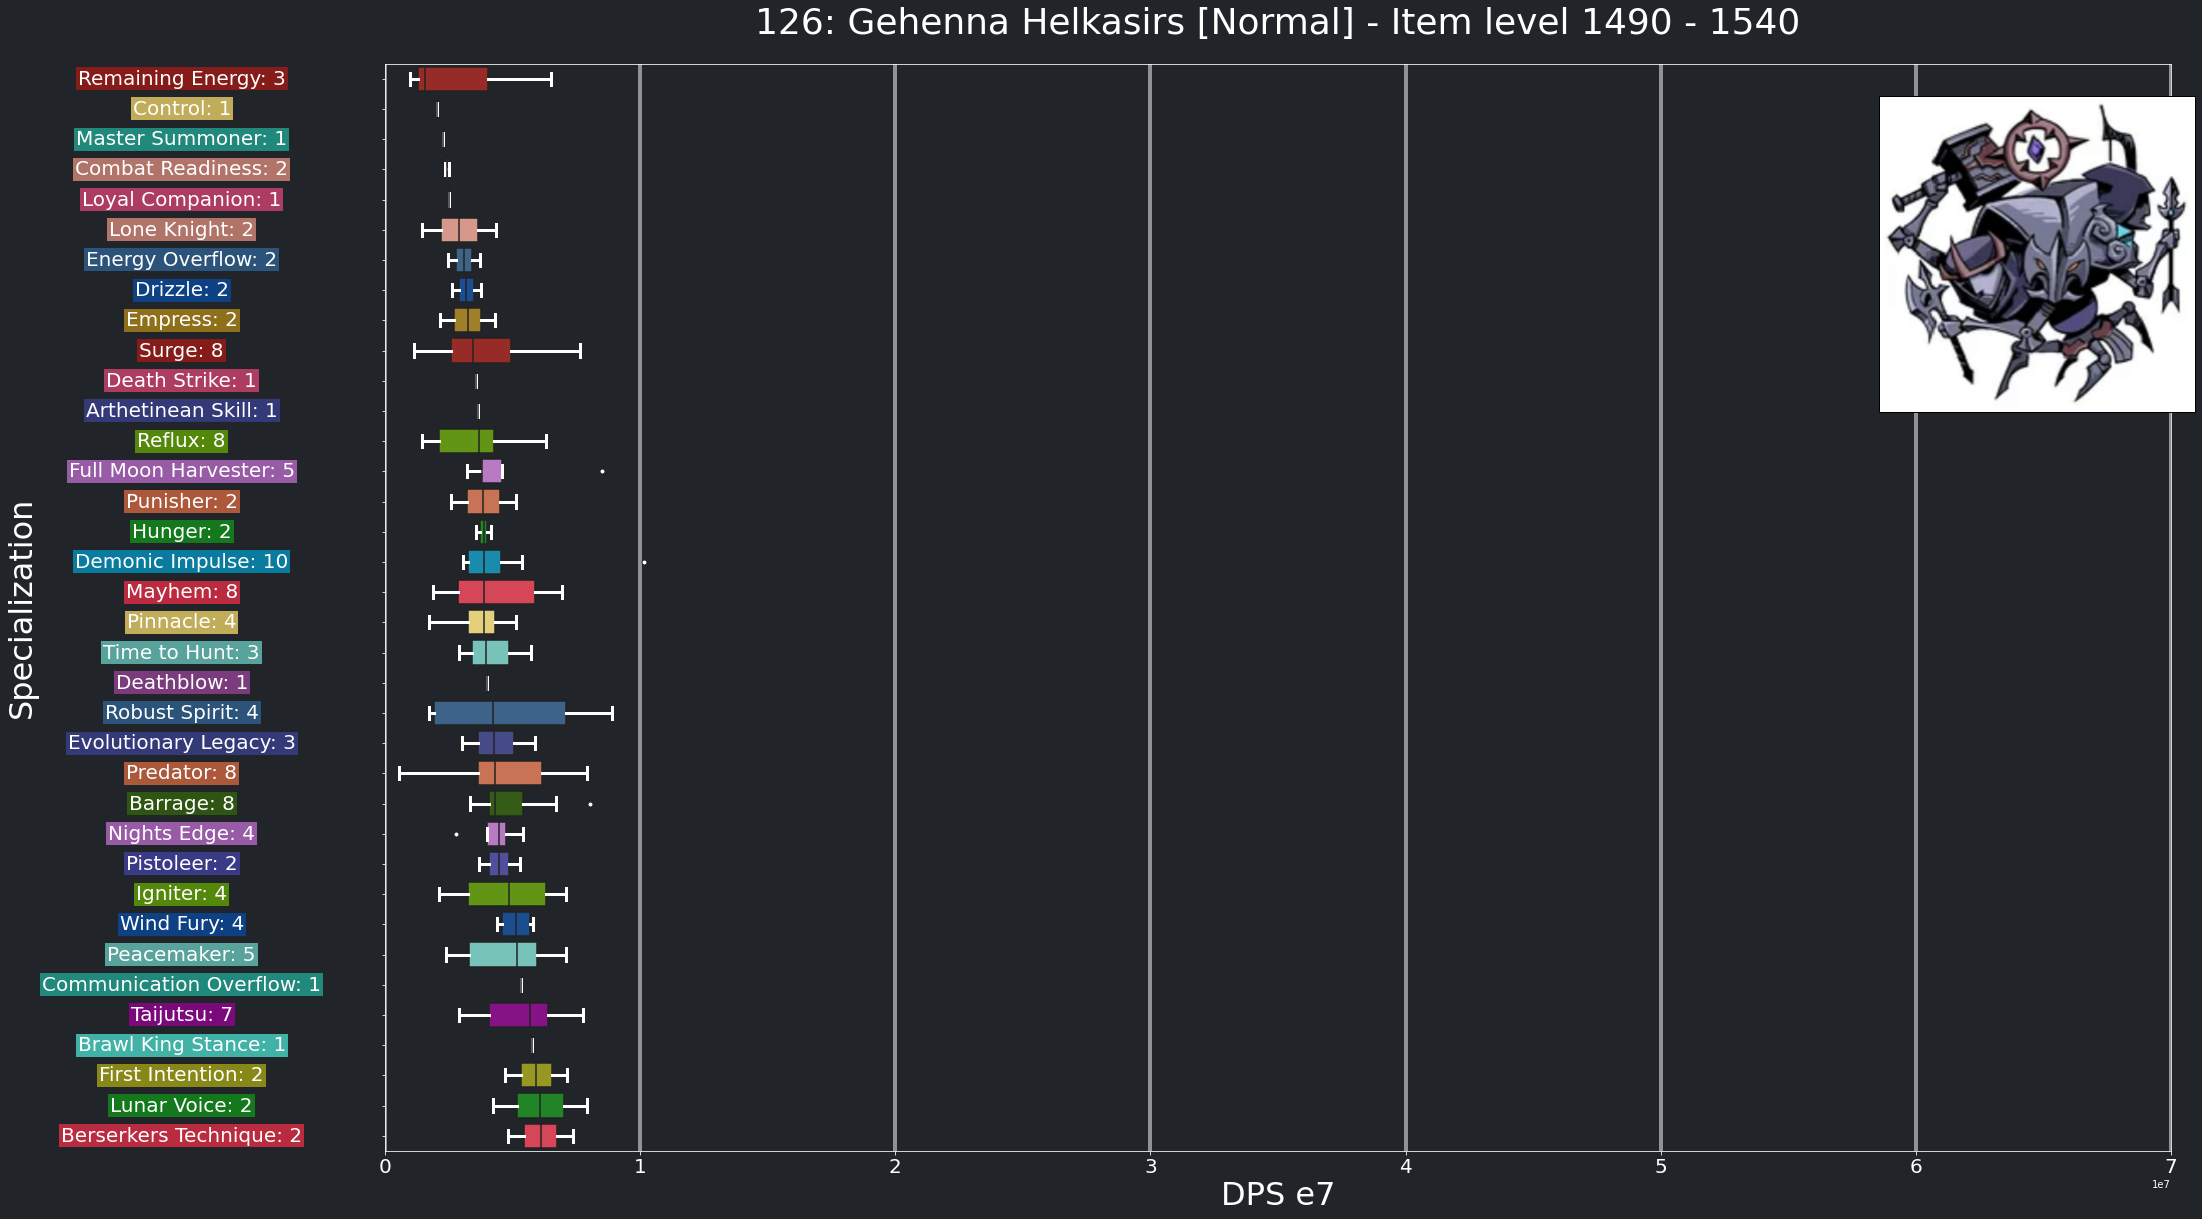 126: Gehenna Helkasirs [Normal] - Item level 1490 - 1540
Remaining Energy: 3
Control: 1
Master Summoner: 1
Combat Readiness: 2
Loyal Companion: 1
Lone Knight: 2
Energy Overflow: 2
Drizzle: 2
Empress: 2
Surge: 8
Death Strike: 1
Arthetinean Skill: 1
Reflux: 8
Full Moon Harvester: 5
Punisher: 2
Hunger: 2
Demonic Impulse: 10
Mayhem: 8
Pinnacle: 4
Time to Hunt: 3
Deathblow: 1
Robust Spirit: 4
Evolutionary Legacy: 3
Predator: 8
Barrage: 8
Nights Edge: 4
Pistoleer: 2
Igniter: 4
Wind Fury: 4
Peacemaker: 5
Communication Overflow: 1
Taijutsu: 7
Brawl King Stance: 1
First Intention: 2
Lunar Voice: 2
Berserkers Technique: 2
Specialization
0 1 2 3 4 5 6 7
1e7
DPS e7